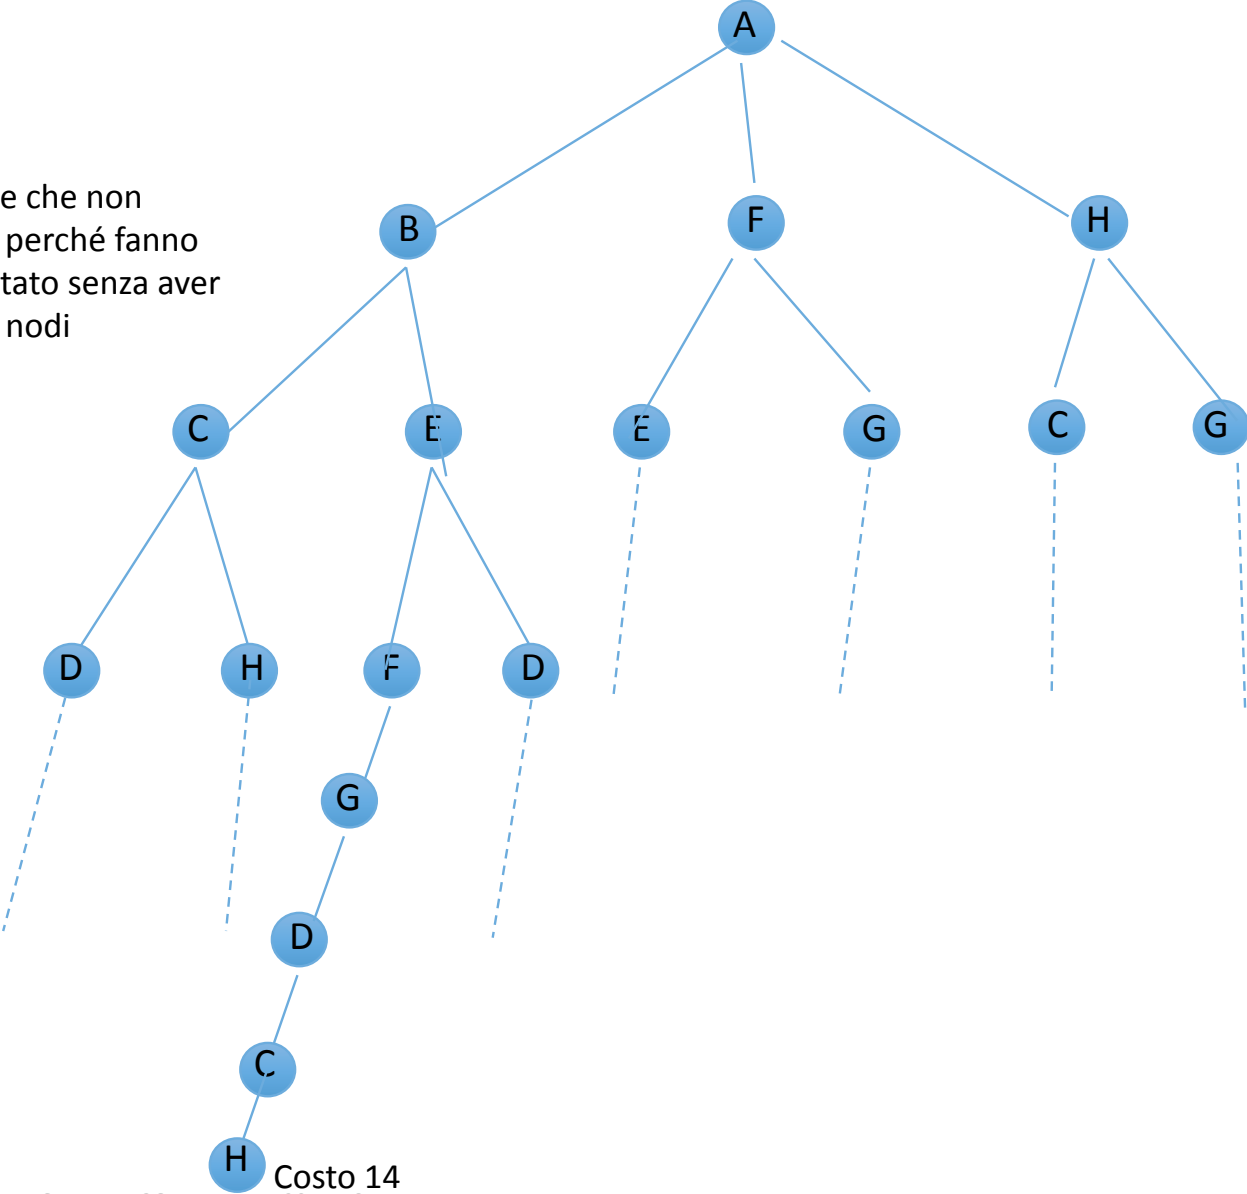 A
e che non
perché fanno
tato senza aver
nodi
B
F
H
C
E
E
G
C
G
D
H
F
D
G
D
C
H
Costo 14